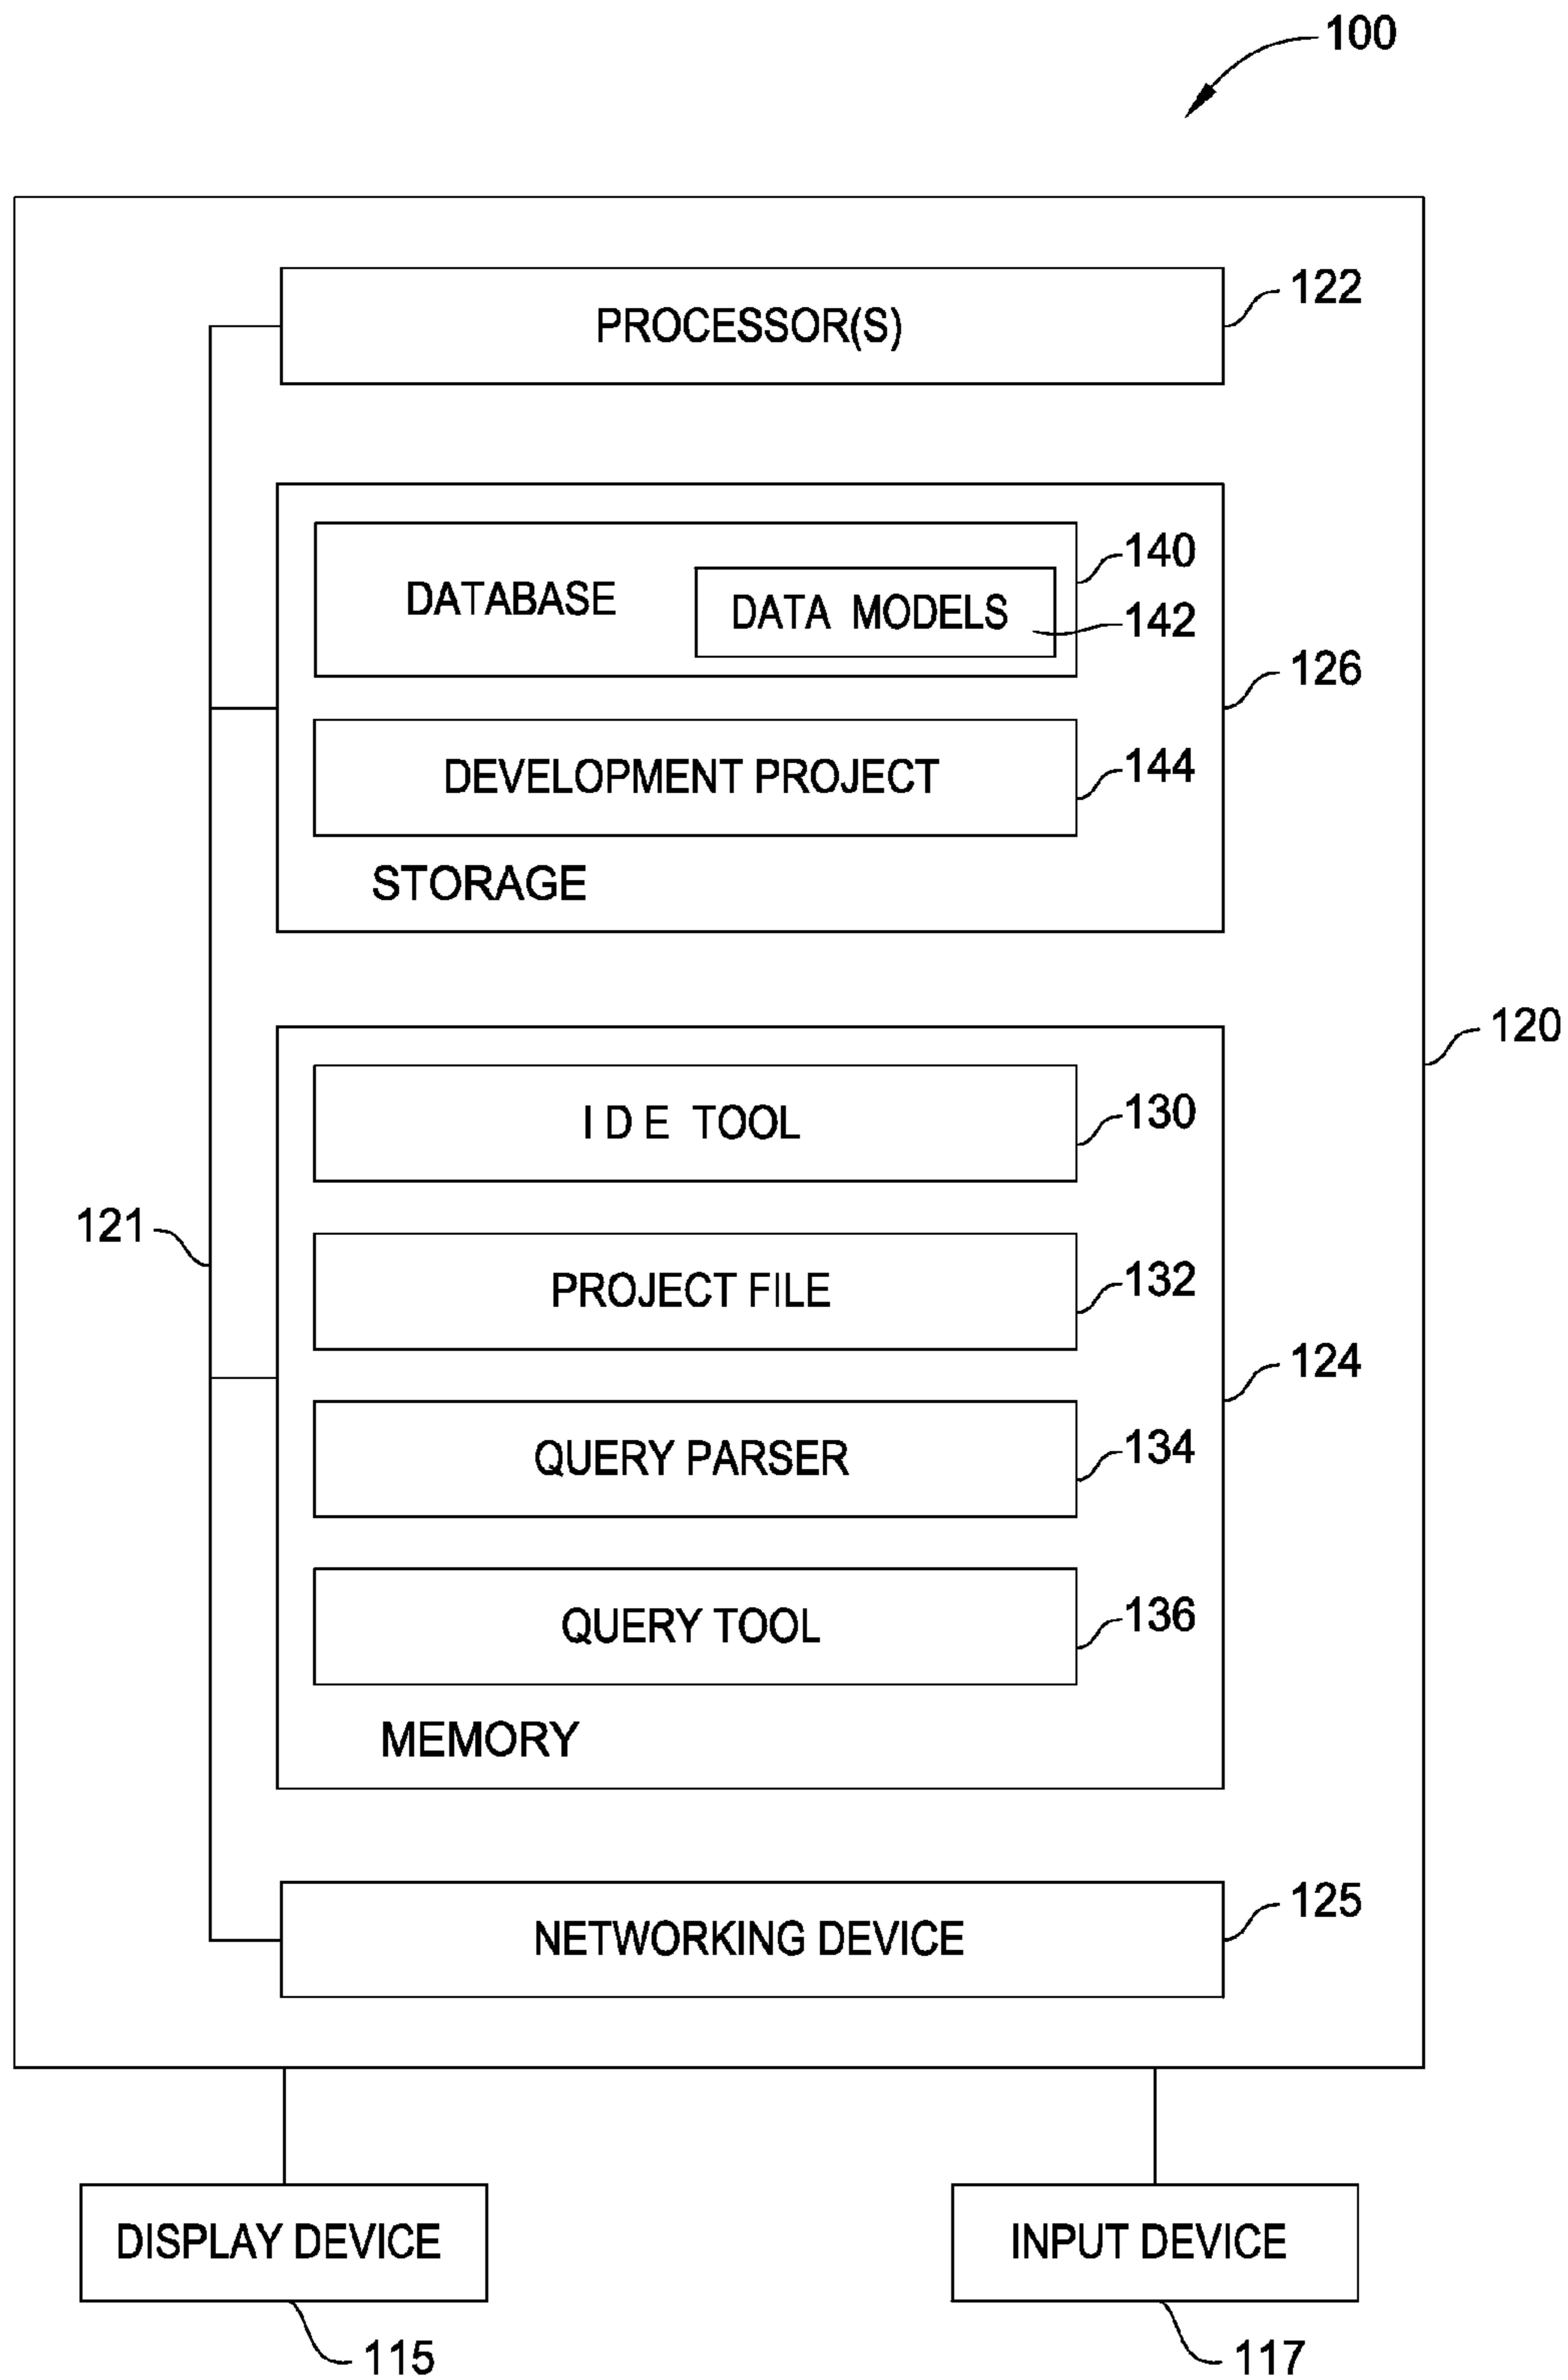 100
PROCESSOR(S)
122
DATABASE
DATA MODELS
140
142
126
DEVELOPMENT PROJECT
144
STORAGE
120
I D E TOOL
130
121
PROJECT FILE
132
124
QUERY PARSER
134
QUERY TOOL
136
MEMORY
NETWORKING DEVICE
125
DISPLAY DEVICE
INPUT DEVICE
115
117